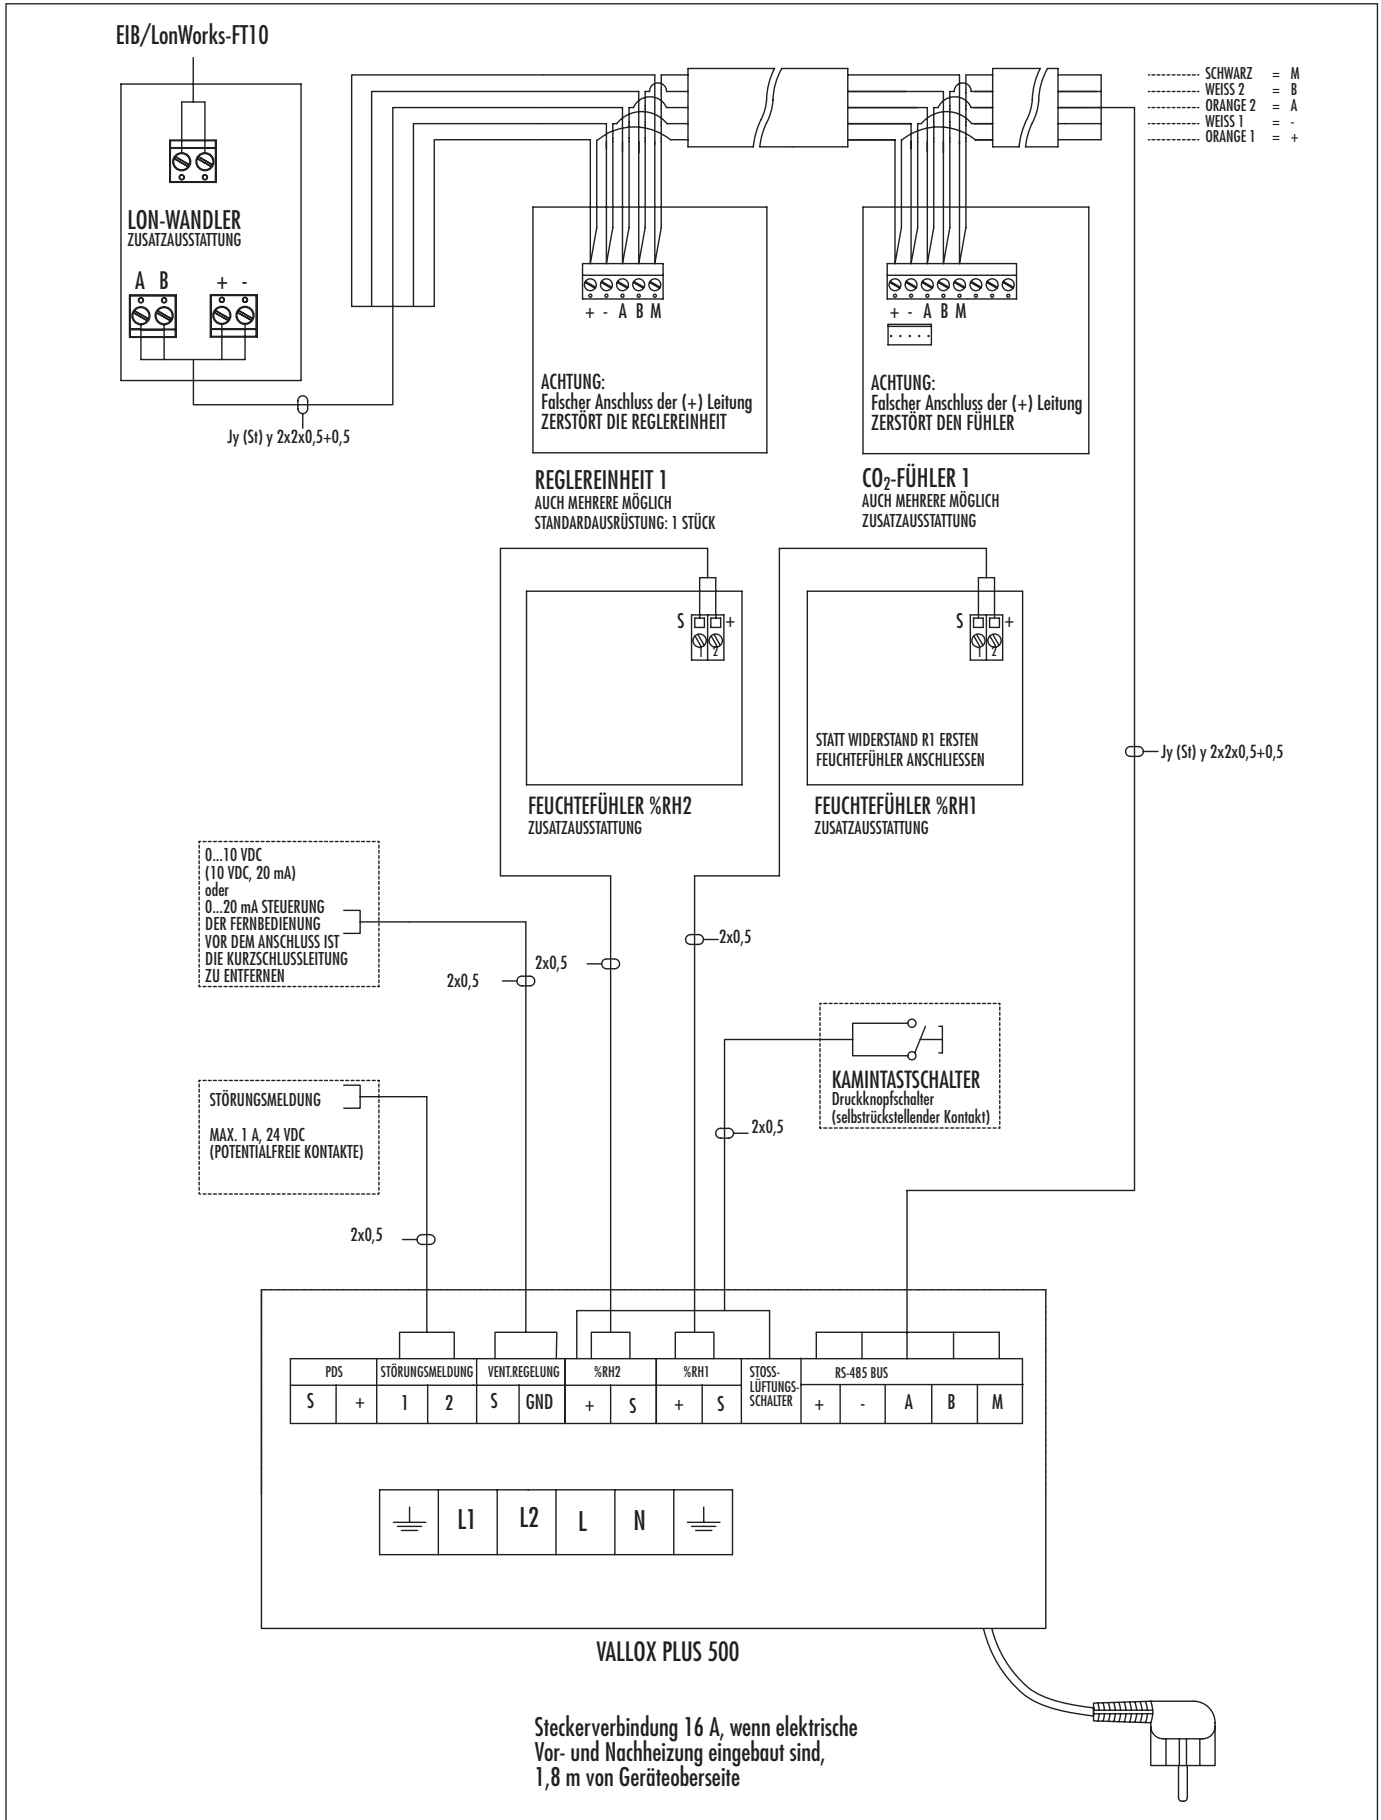 EIB/LonWorks-FT10
SCHWARZ = M
WEISS 2 = B
ORANGE 2 = A
WEISS 1 = -
ORANGE 1 = +
LON-WANDLER
ZUSATZAUSSTATTUNG
A B + -
Jy (St) y 2x2x0,5+0,5
+ - A B M
ACHTUNG:
Falscher Anschluss der (+) Leitung
ZERSTÖRT DIE REGLEREINHEIT
REGLEREINHEIT 1
AUCH MEHRERE MÖGLICH
STANDARDAUSRÜSTUNG: 1 STÜCK
+ - A B M
ACHTUNG:
Falscher Anschluss der (+) Leitung
ZERSTÖRT DEN FÜHLER
CO₂-FÜHLER 1
AUCH MEHRERE MÖGLICH
ZUSATZAUSSTATTUNG
S +
1 2
FEUCHTEFÜHLER %RH2
ZUSATZAUSSTATTUNG
S +
1 2
STATT WIDERSTAND R1 ERSTEN
FEUCHTEFÜHLER ANSCHLIESSEN
FEUCHTEFÜHLER %RH1
ZUSATZAUSSTATTUNG
Jy (St) y 2x2x0,5+0,5
0...10 VDC
(10 VDC, 20 mA)
oder
0...20 mA STEUERUNG
DER FERNBEDIENUNG
VOR DEM ANSCHLUSS IST
DIE KURZSCHLUSSLEITUNG
ZU ENTFERNEN
2x0,5
2x0,5
2x0,5
KAMINTASTSCHALTER
Druckknopfschalter
(selbstrückstellender Kontakt)
2x0,5
STÖRUNGSMELDUNG
MAX. 1 A, 24 VDC
(POTENTIALFREIE KONTAKTE)
2x0,5
PDS STÖRUNGSMELDUNG VENT.REGELUNG %RH2 %RH1 STOSS- RS-485 BUS
LÜFTUNGS-
SCHALTER
S + 1 2 S GND + S + S + - A B M
L1 L2 L N
VALLOX PLUS 500
Steckerverbindung 16 A, wenn elektrische
Vor- und Nachheizung eingebaut sind,
1,8 m von Geräteoberseite